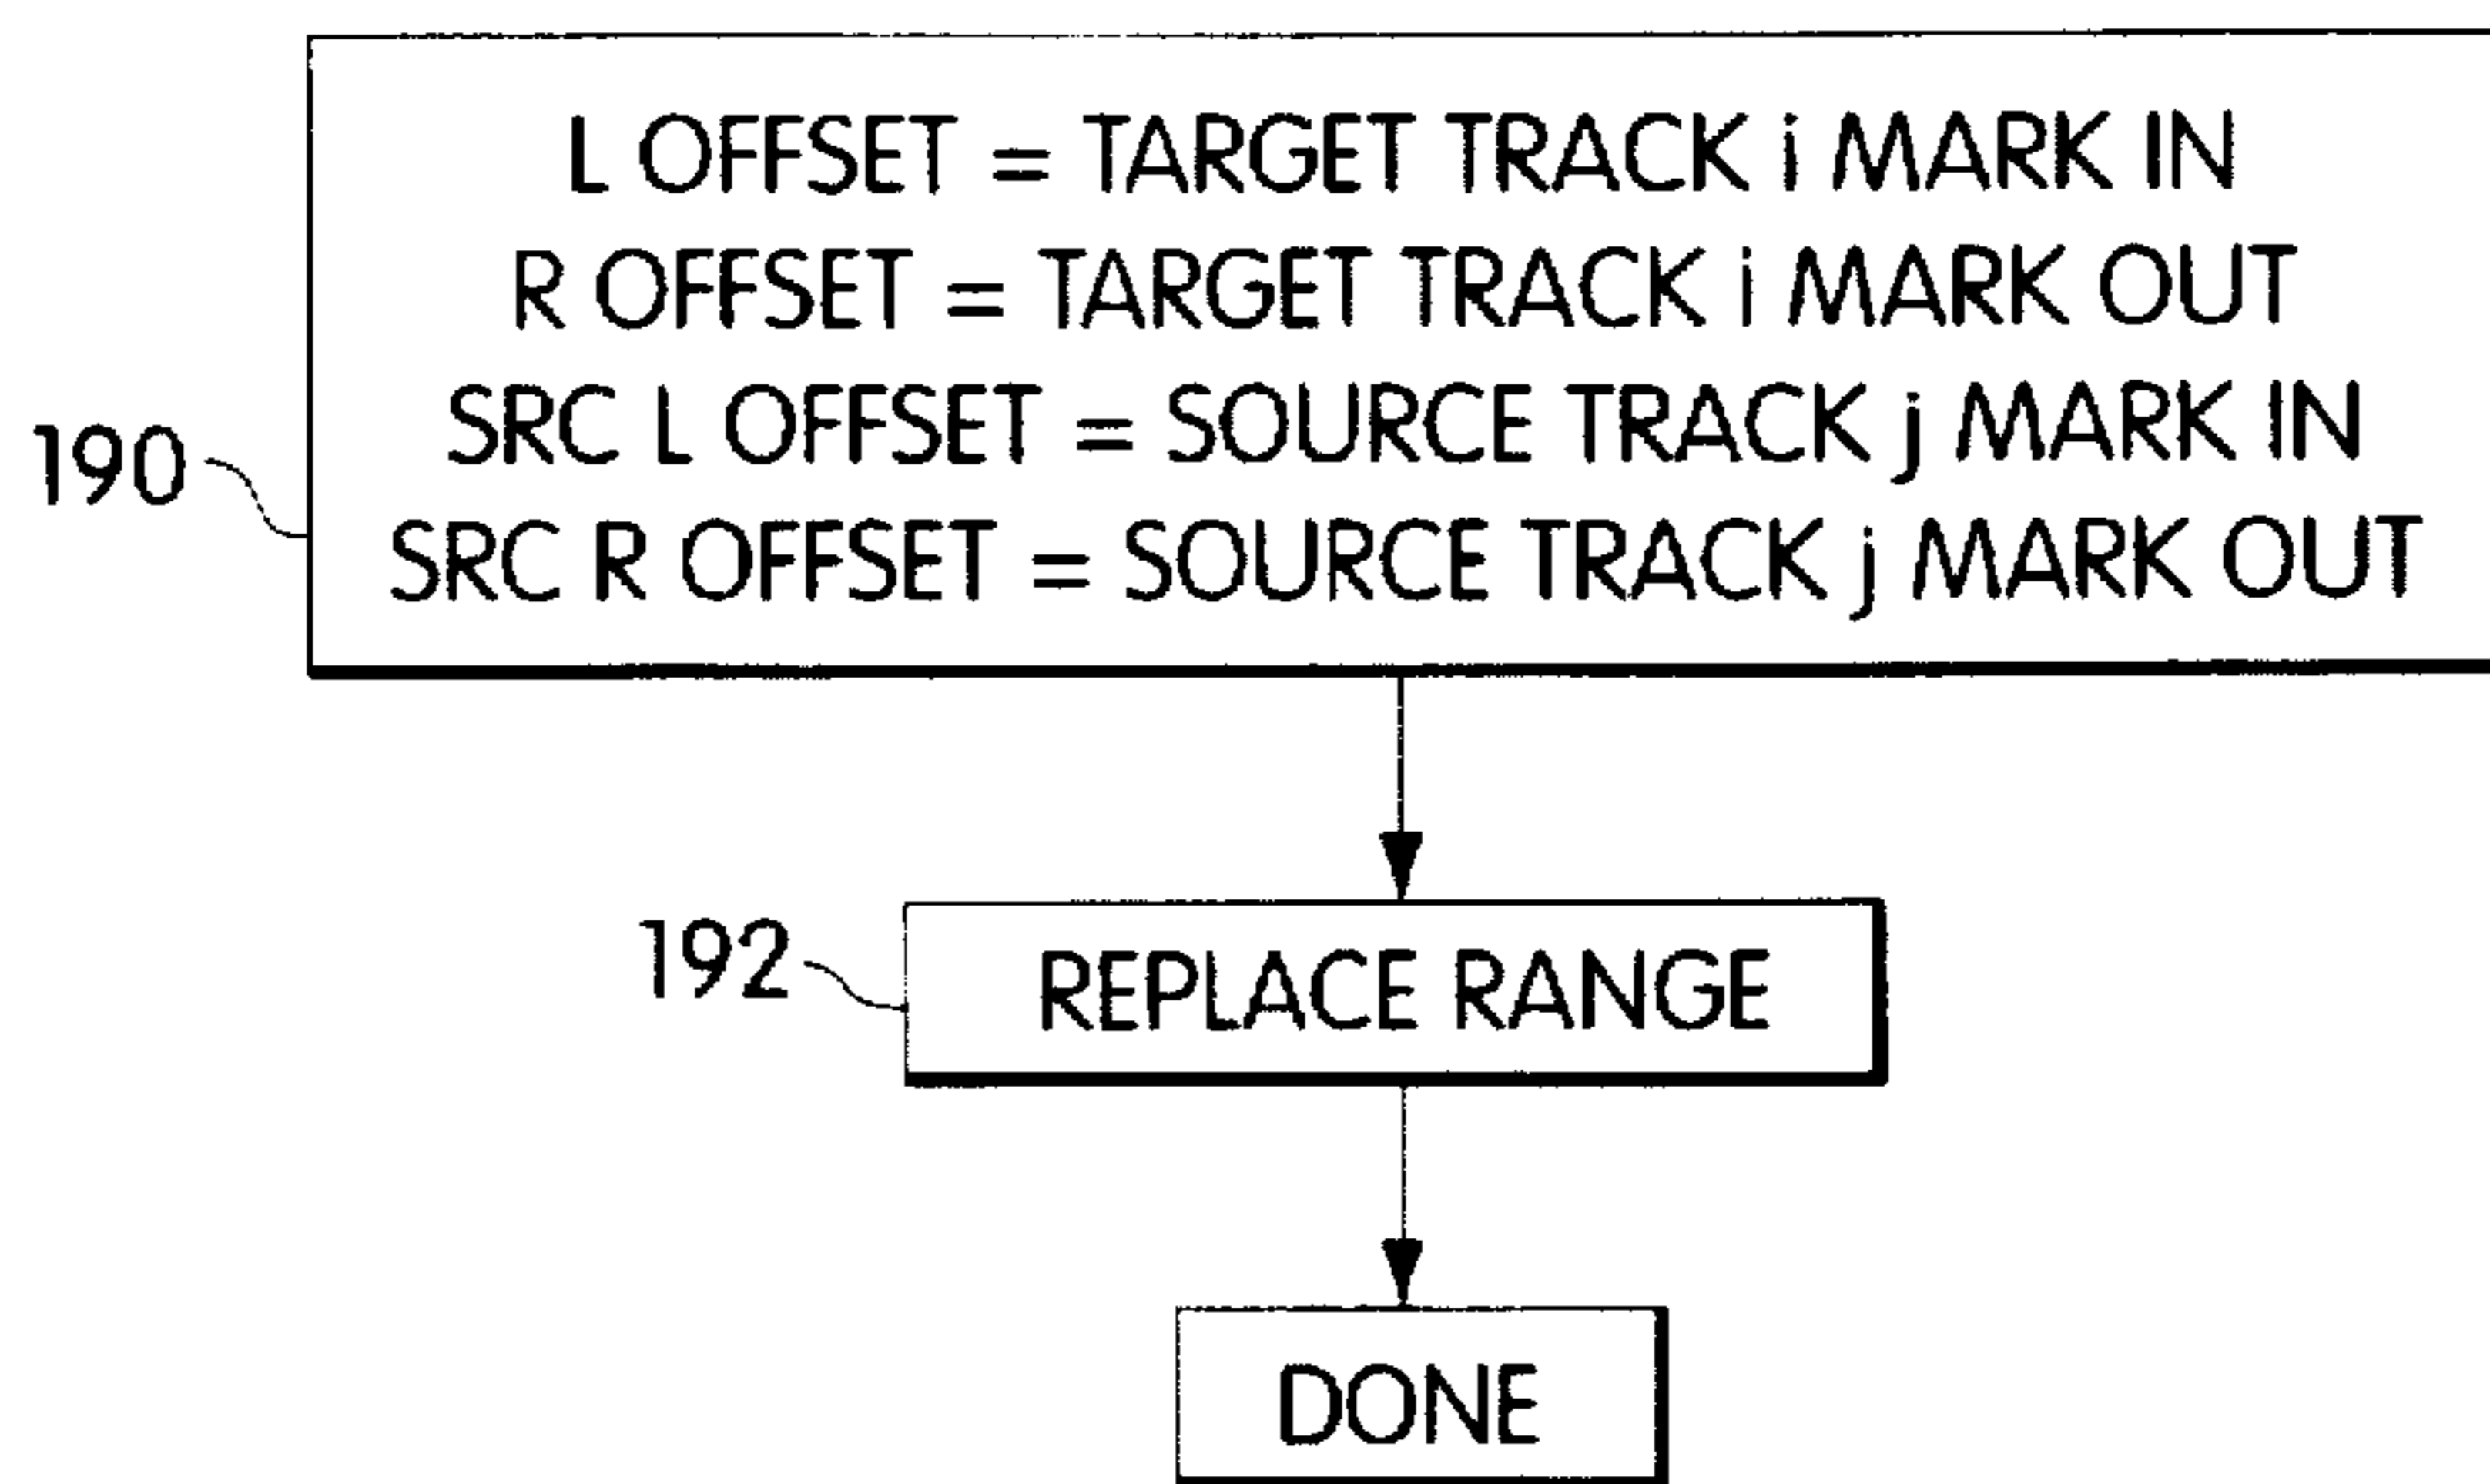 L OFFSET = TARGET TRACK i MARK IN
R OFFSET = TARGET TRACK i MARK OUT
SRC L OFFSET = SOURCE TRACK j MARK IN
SRC R OFFSET = SOURCE TRACK j MARK OUT
190
192
REPLACE RANGE
DONE